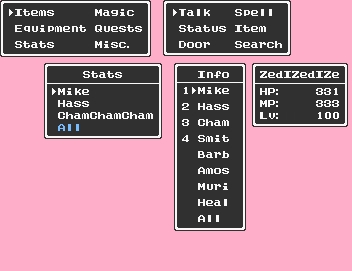 Items Magic
Equipment Quests
Stats Misc.
Talk Spell
Status Item
Door Search
Stats
Mike
Hass
ChamChamCham
All
Info
1 Mike
2 Hass
3 Cham
4 Smit
Barb
Amos
Muri
Heal
All
ZedIZedIZe
HP: 331
MP: 333
Lv: 100